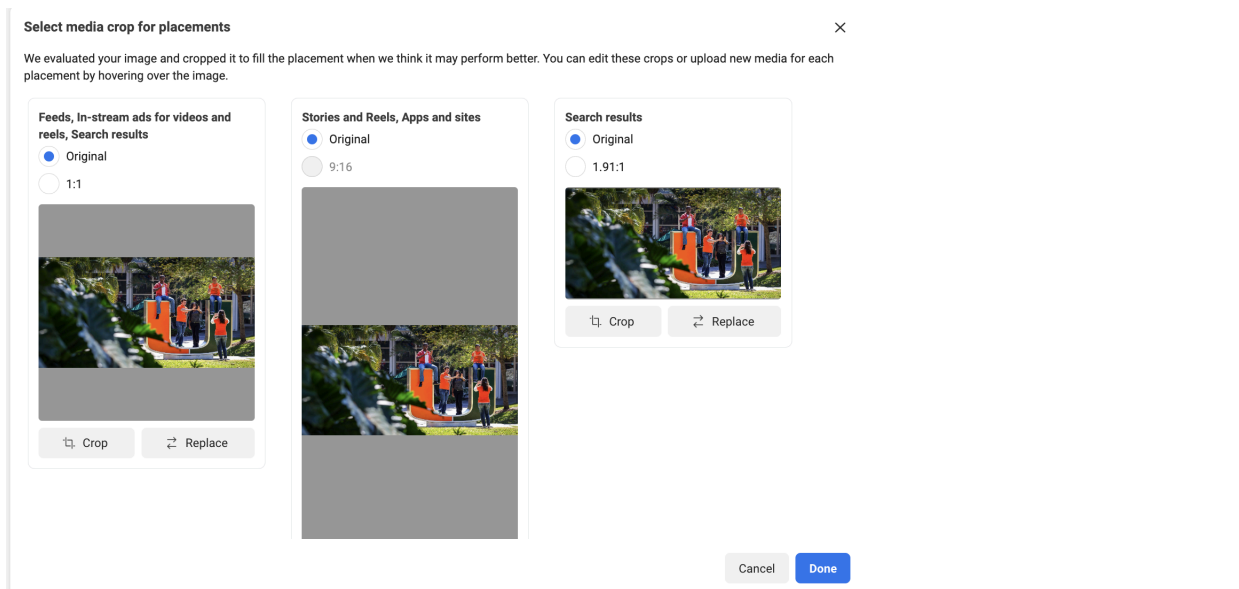 Select media crop for placements
We evaluated your image and cropped it to fill the placement when we think it may perform better. You can edit these crops or upload new media for each
placement by hovering over the image.
Feeds, In-stream ads for videos and
reels, Search results
Original
1:1
Crop
Replace
Stories and Reels, Apps and sites
Original
9:16
Search results
Original
1.91:1
Crop
Replace
Cancel
Done